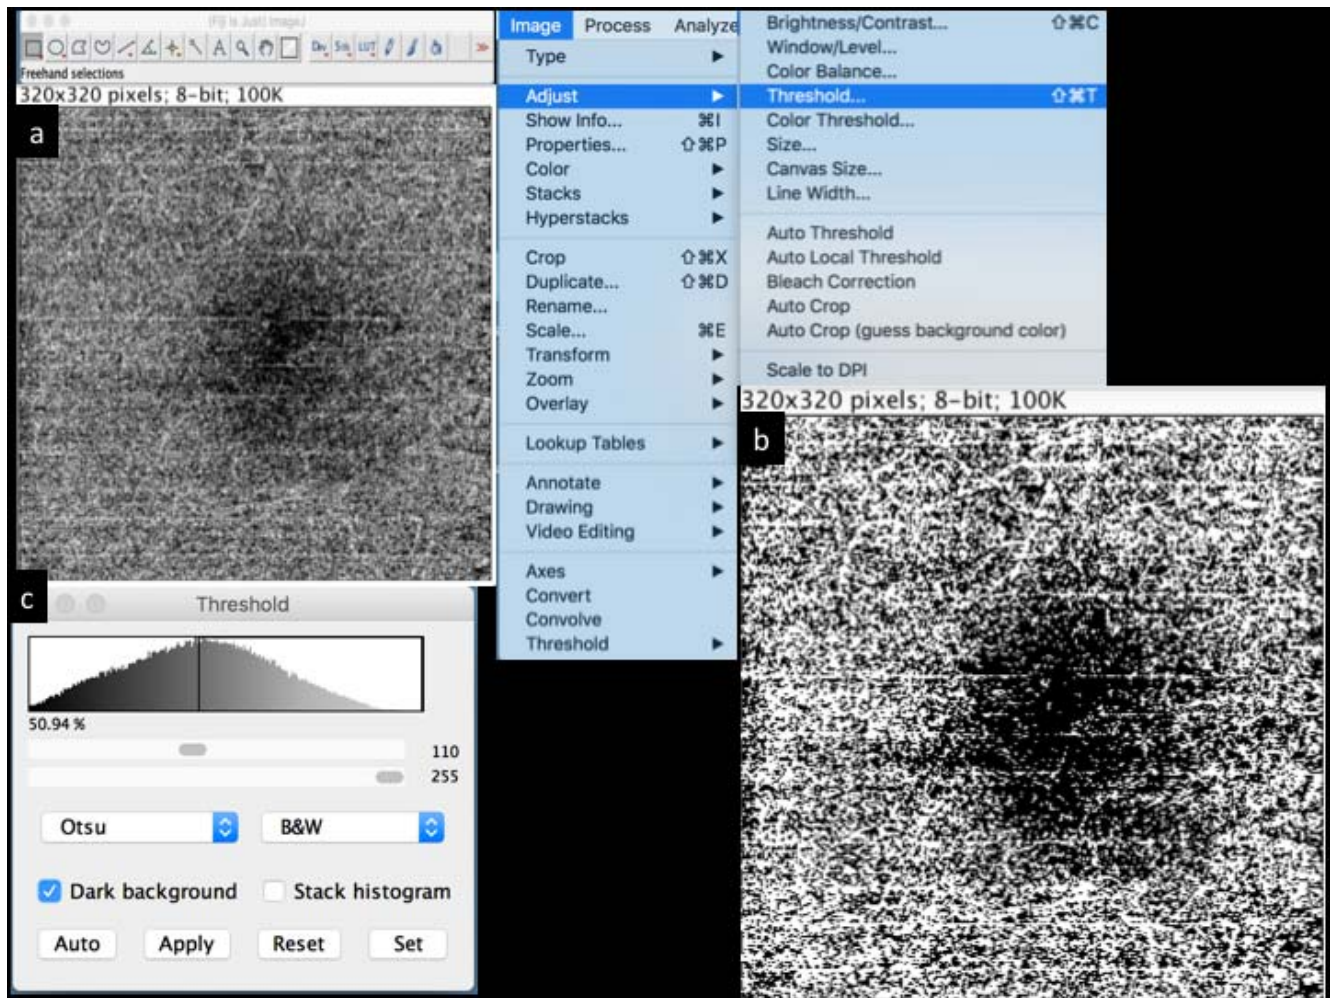 (Fiji Is Just) ImageJ
Freehand selections
320x320 pixels; 8-bit; 100K
a
Image Process Analyze
Type
Adjust
Show Info... ⌘I
Properties... ⇧⌘P
Color
Stacks
Hyperstacks
Crop ⇧⌘X
Duplicate... ⇧⌘D
Rename...
Scale... ⌘E
Transform
Zoom
Overlay
Lookup Tables
Annotate
Drawing
Video Editing
Axes
Convert
Convolve
Threshold
Brightness/Contrast... ⇧⌘C
Window/Level...
Color Balance...
Threshold... ⇧⌘T
Color Threshold...
Size...
Canvas Size...
Line Width...
Auto Threshold
Auto Local Threshold
Bleach Correction
Auto Crop
Auto Crop (guess background color)
Scale to DPI
320x320 pixels; 8-bit; 100K
b
c
Threshold
50.94 %
110
255
Otsu
B&W
Dark background
Stack histogram
Auto Apply Reset Set